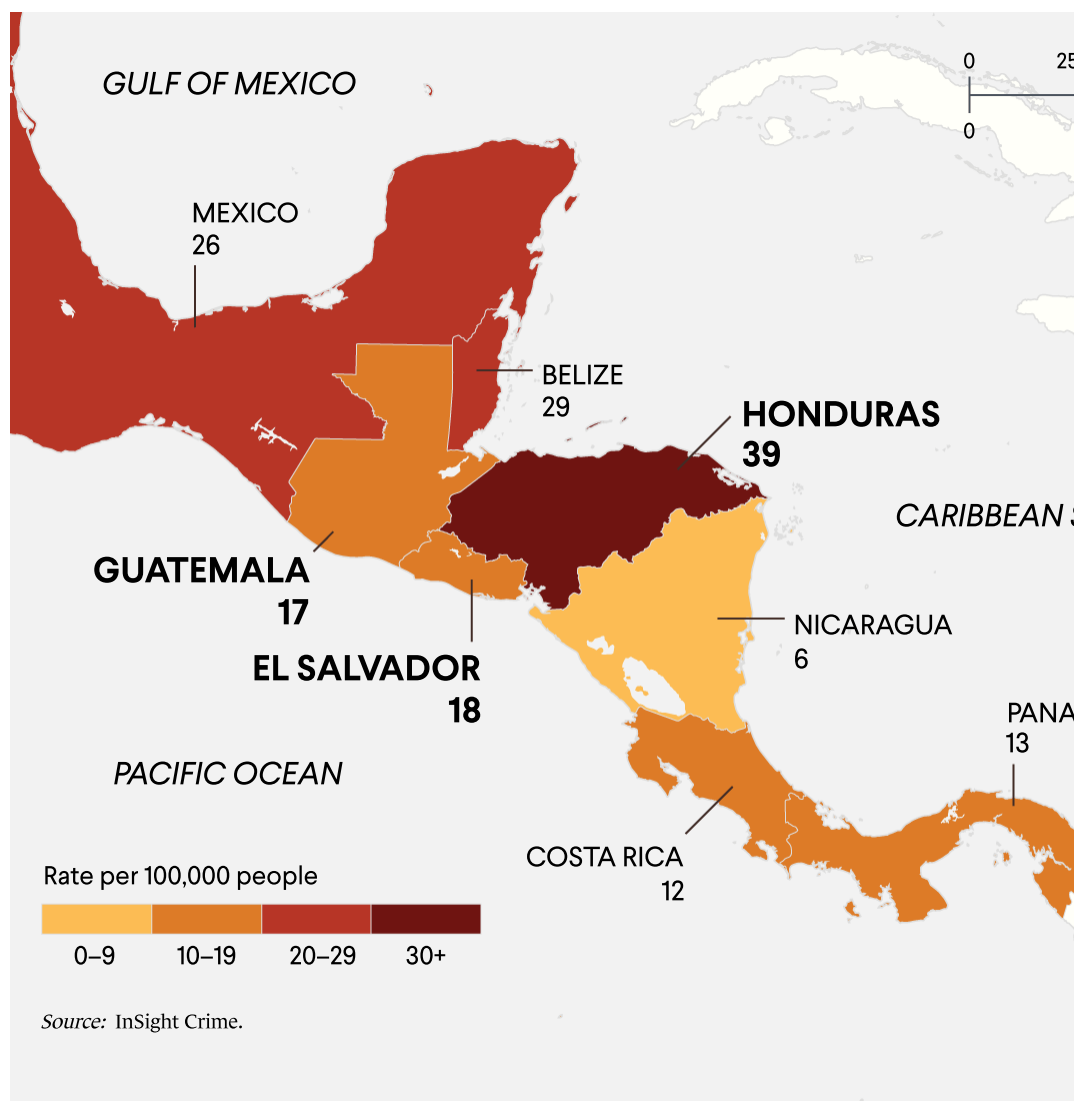 GULF OF MEXICO
0
25
0
MEXICO
26
BELIZE
29
HONDURAS
39
CARIBBEAN
GUATEMALA
17
EL SALVADOR
18
NICARAGUA
6
PANA
13
PACIFIC OCEAN
COSTA RICA
12
Rate per 100,000 people
0–9
10–19
20–29
30+
Source: InSight Crime.